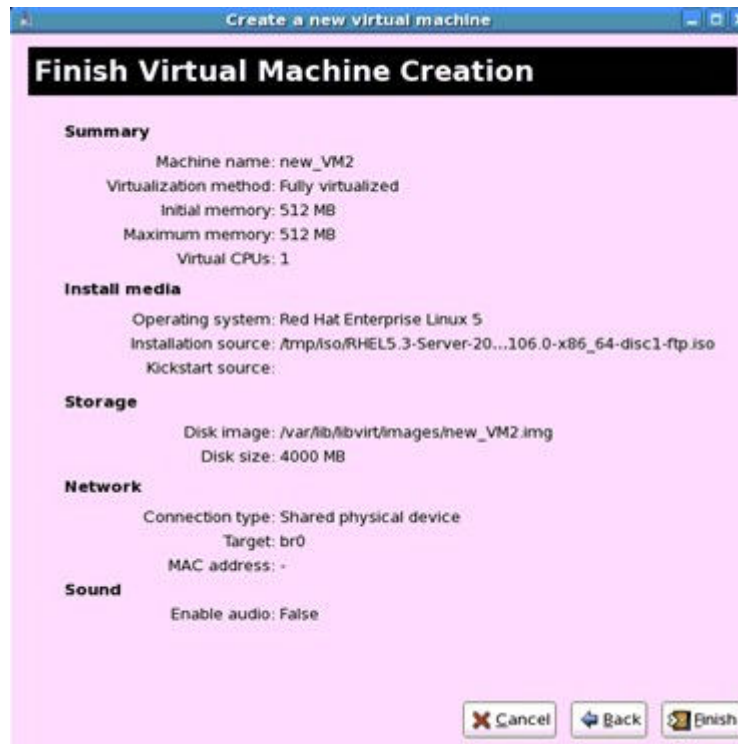 Create a new virtual machine
Finish Virtual Machine Creation
Summary
Machine name: new_VM2
Virtualization method: Fully virtualized
Initial memory: 512 MB
Maximum memory: 512 MB
Virtual CPUs: 1
Install media
Operating system: Red Hat Enterprise Linux 5
Installation source: /tmp/iso/RHEL5.3-Server-20...106.0-x86_64-disc1-ftp.iso
Kickstart source:
Storage
Disk image: /var/lib/libvirt/images/new_VM2.img
Disk size: 4000 MB
Network
Connection type: Shared physical device
Target: br0
MAC address: -
Sound
Enable audio: False
Cancel Back Finish